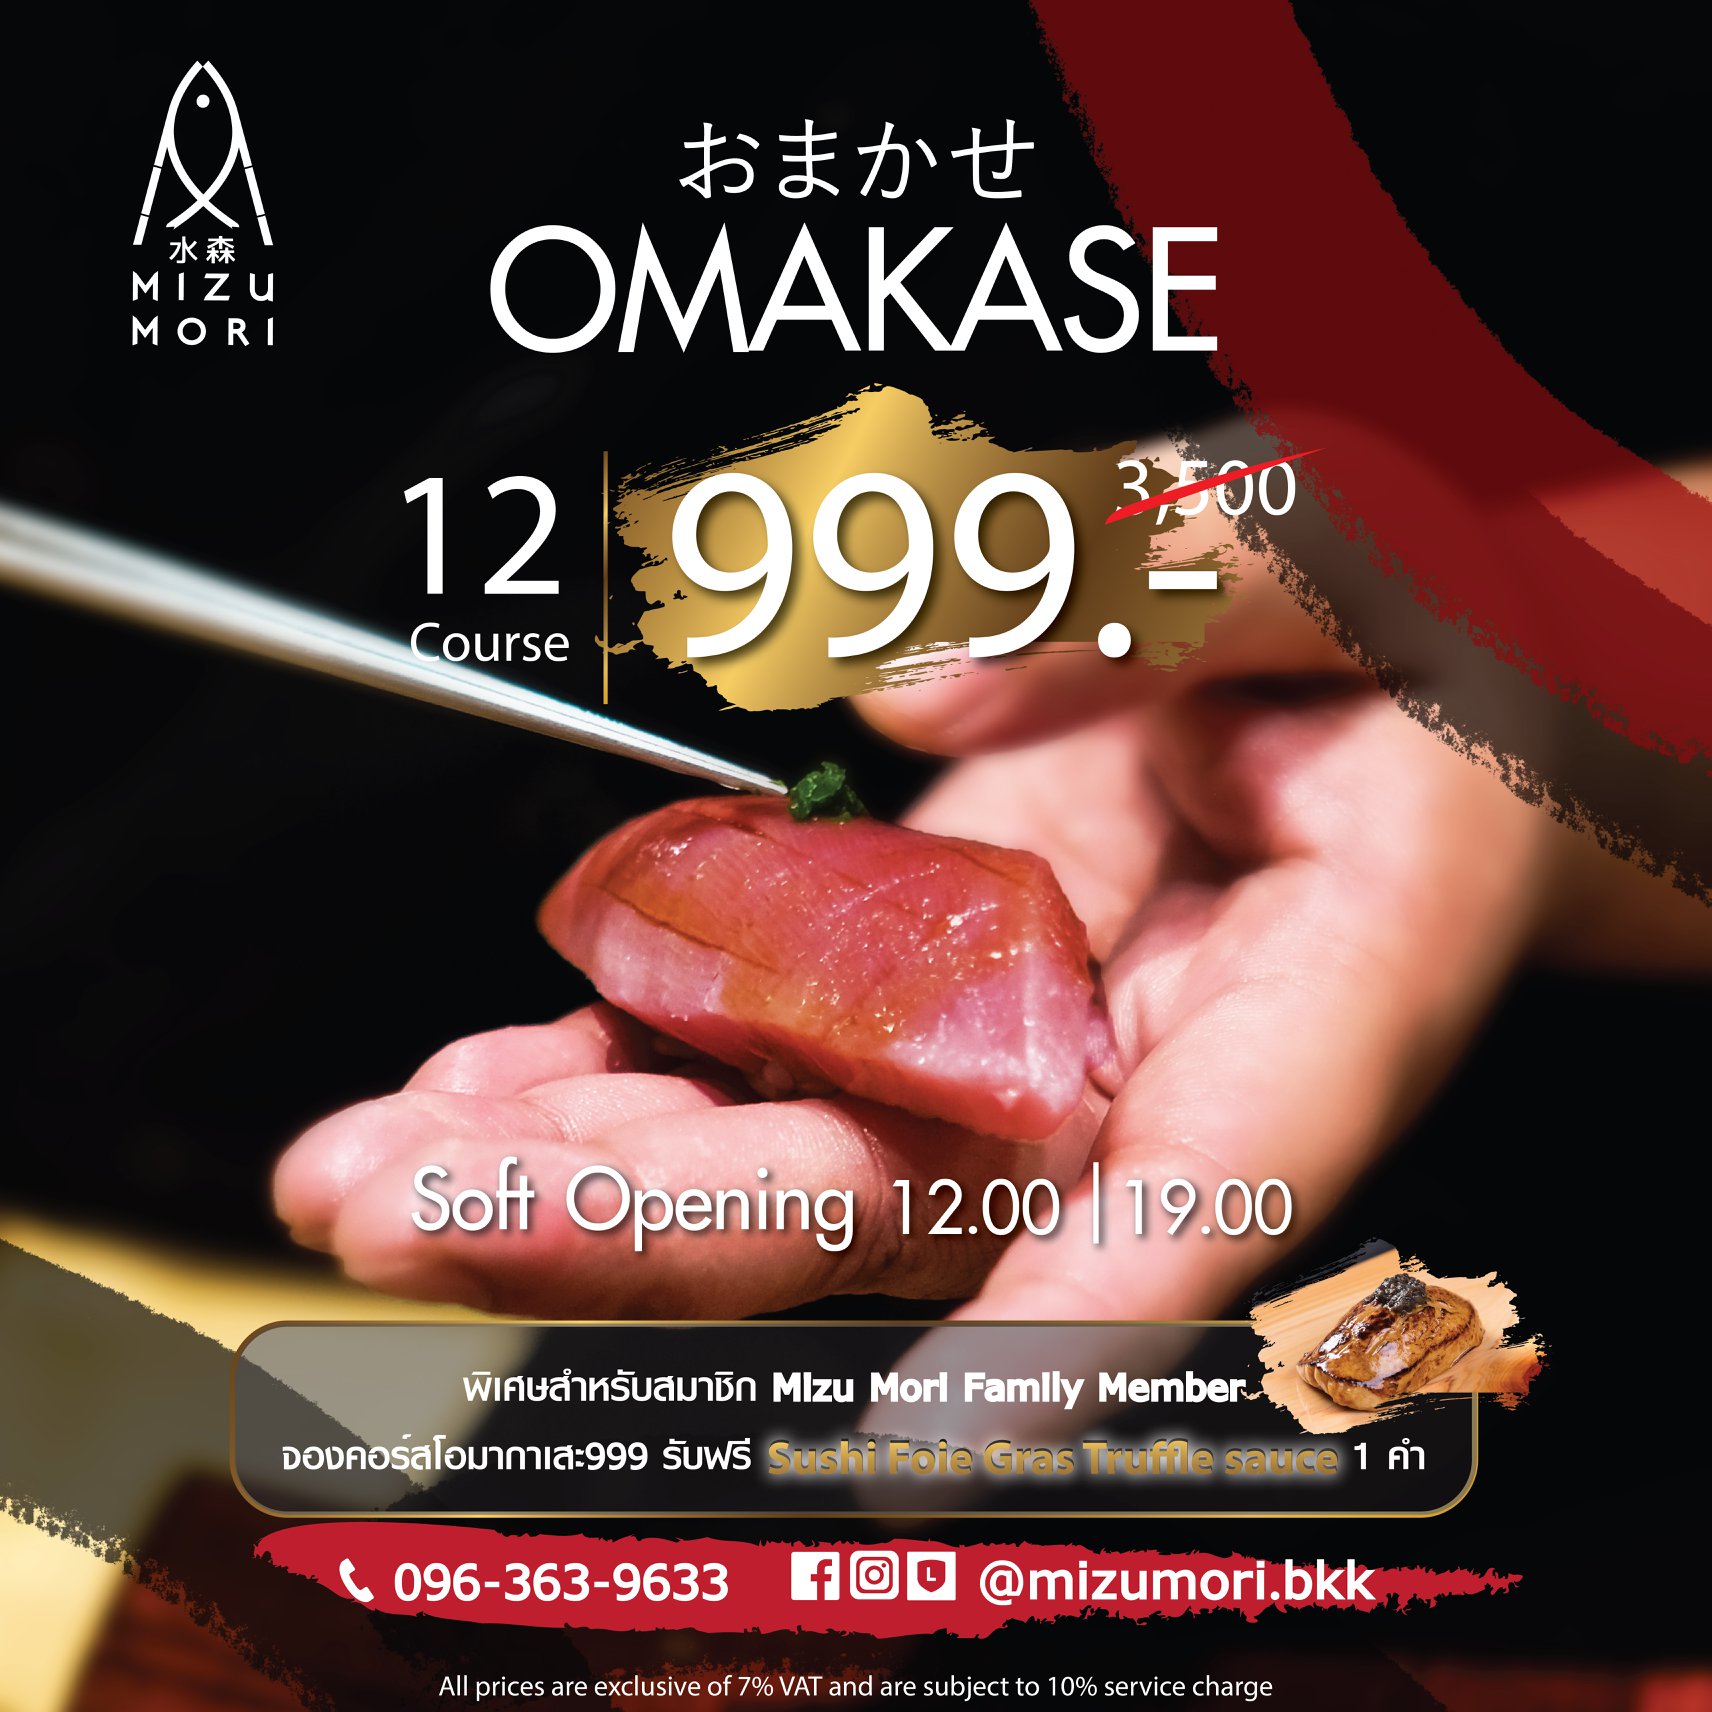 水森
MIZU
MORI
おまかせ
OMAKASE
12
Course
999.-
3,500
Soft Opening 12.00 | 19.00
พิเศษสำหรับสมาชิก Mizu Mori Family Member
จองคอร์สโอมากาเสะ999 รับฟรี Sushi Foie Gras Truffle sauce 1 คำ
096-363-9633 @mizumori.bkk
All prices are exclusive of 7% VAT and are subject to 10% service charge